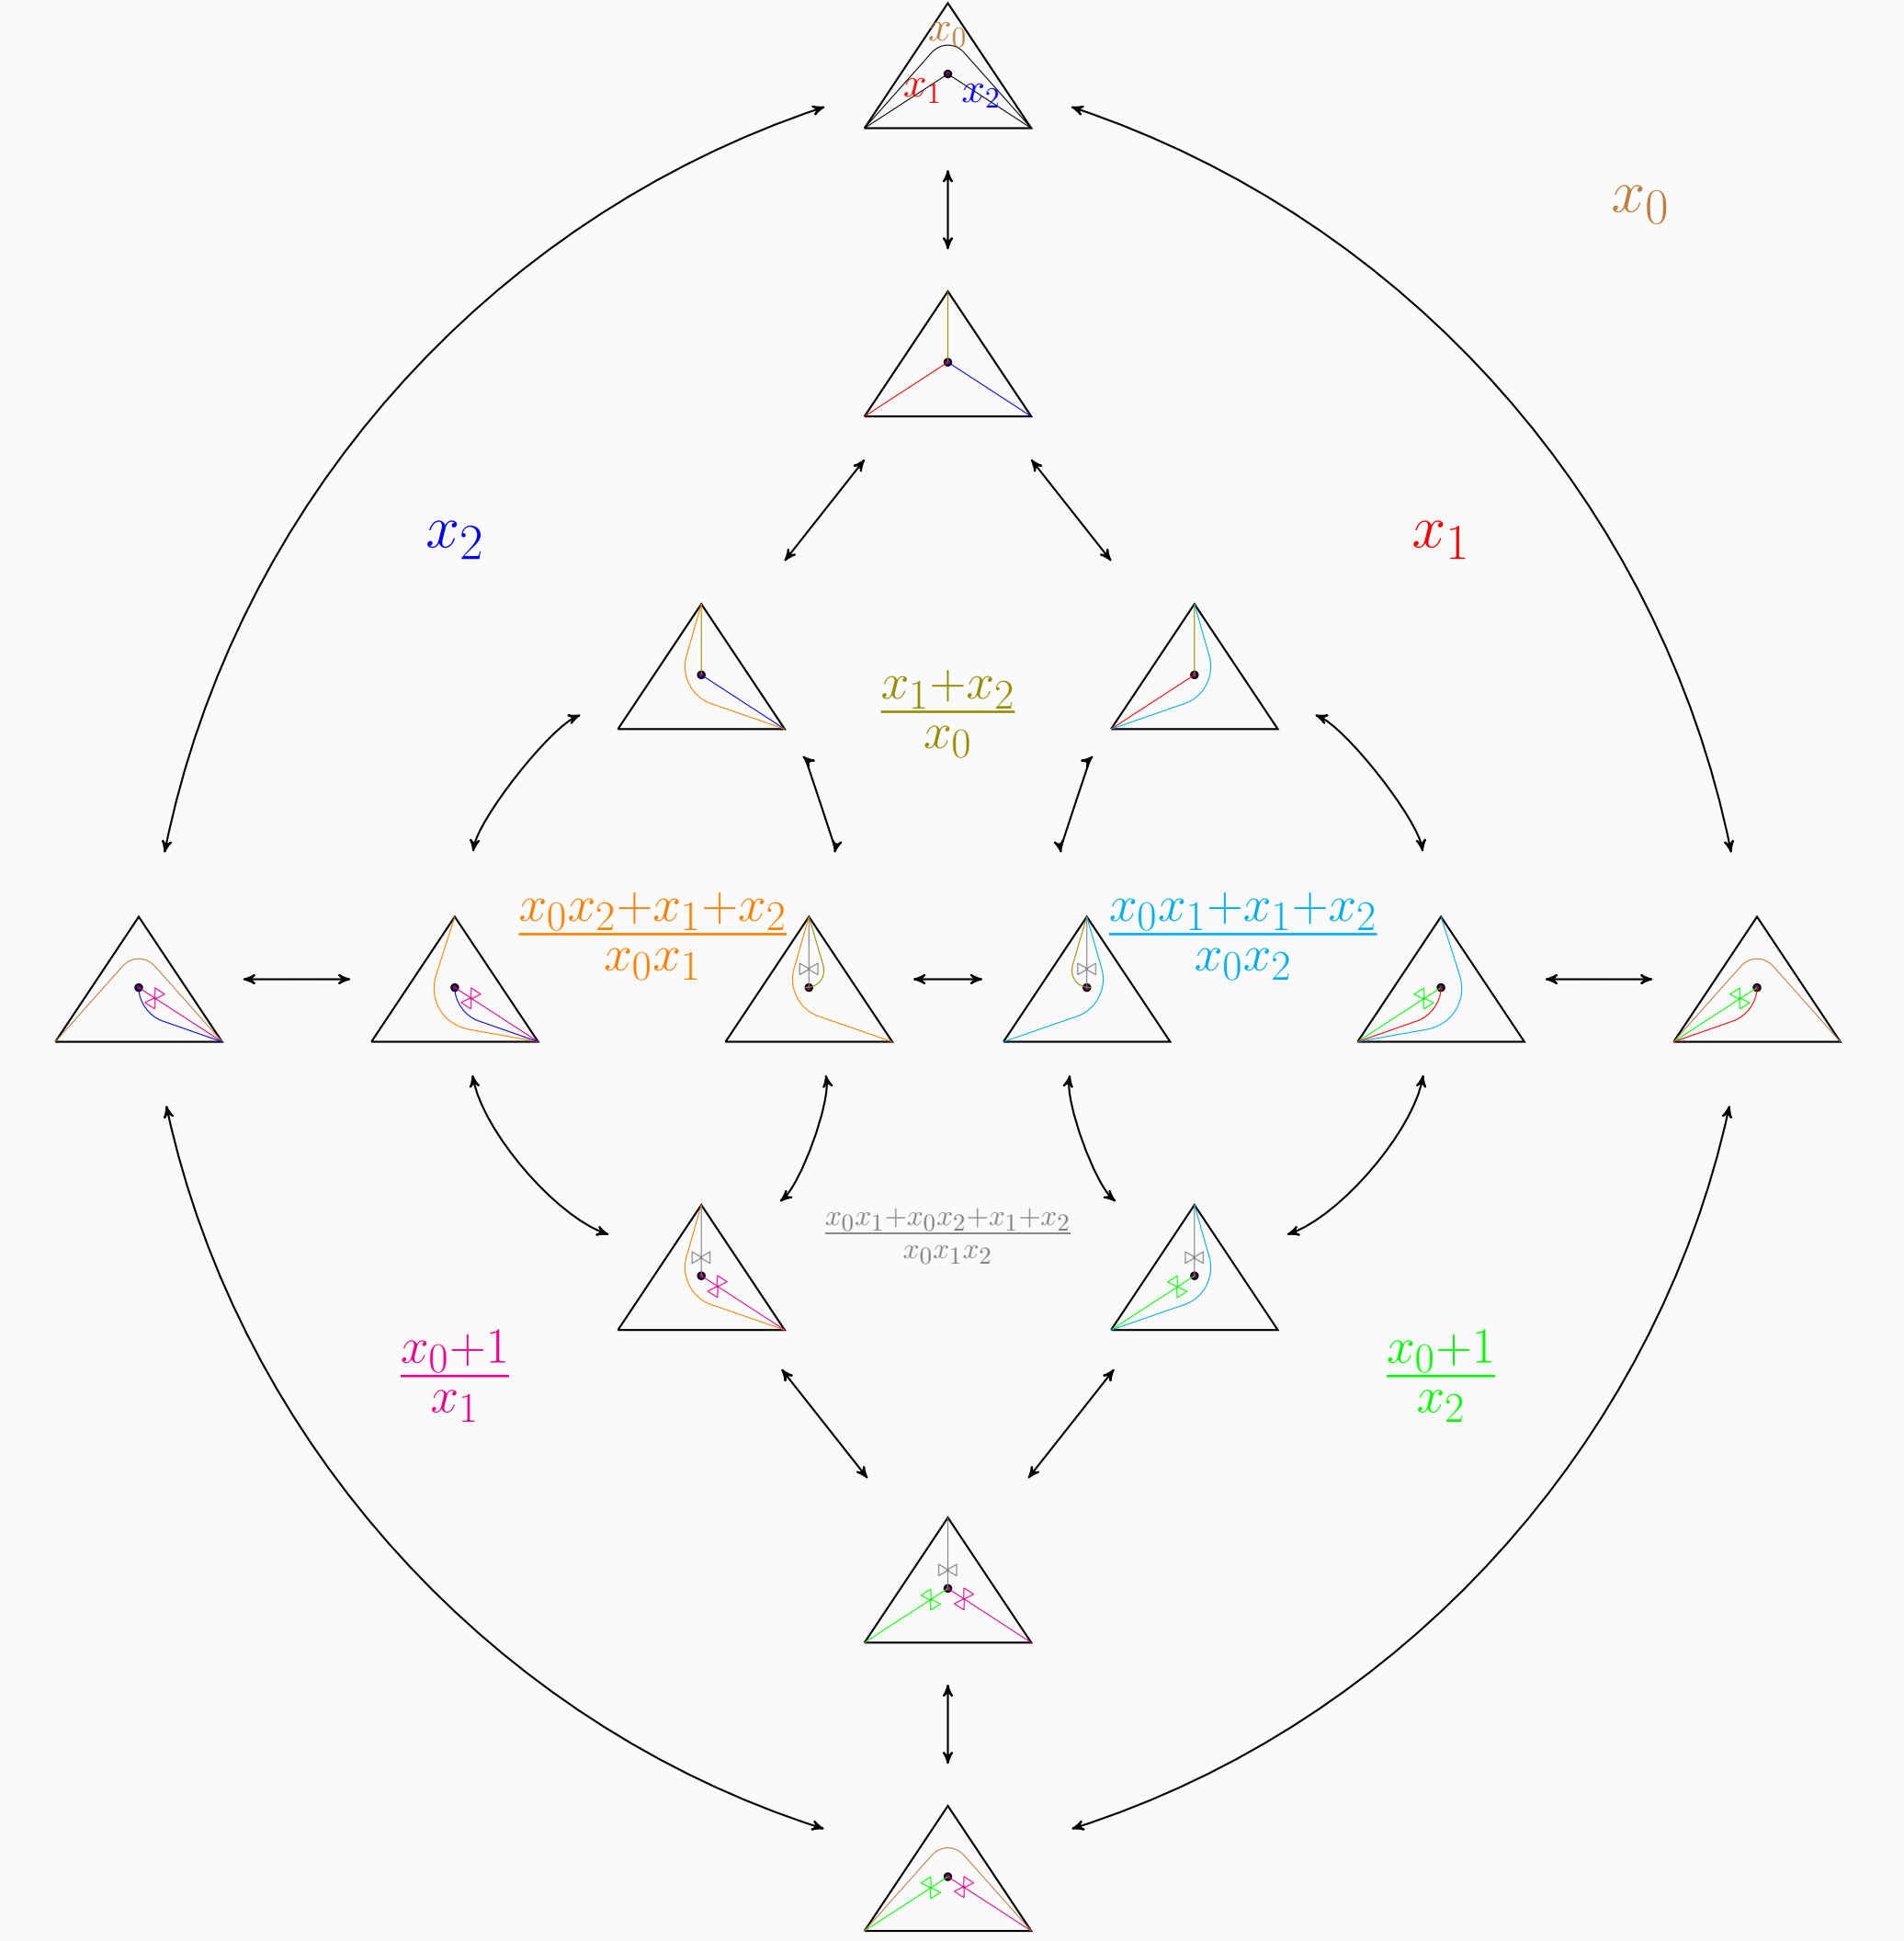 x₀
x₁ x₂
x₀
x₂
x₁
x₁+x₂
x₀
x₀x₂+x₁+x₂
x₀x₁
x₀x₁+x₁+x₂
x₀x₂
x₀x₁+x₀x₂+x₁+x₂
x₀x₁x₂
x₀+1
x₁
x₀+1
x₂